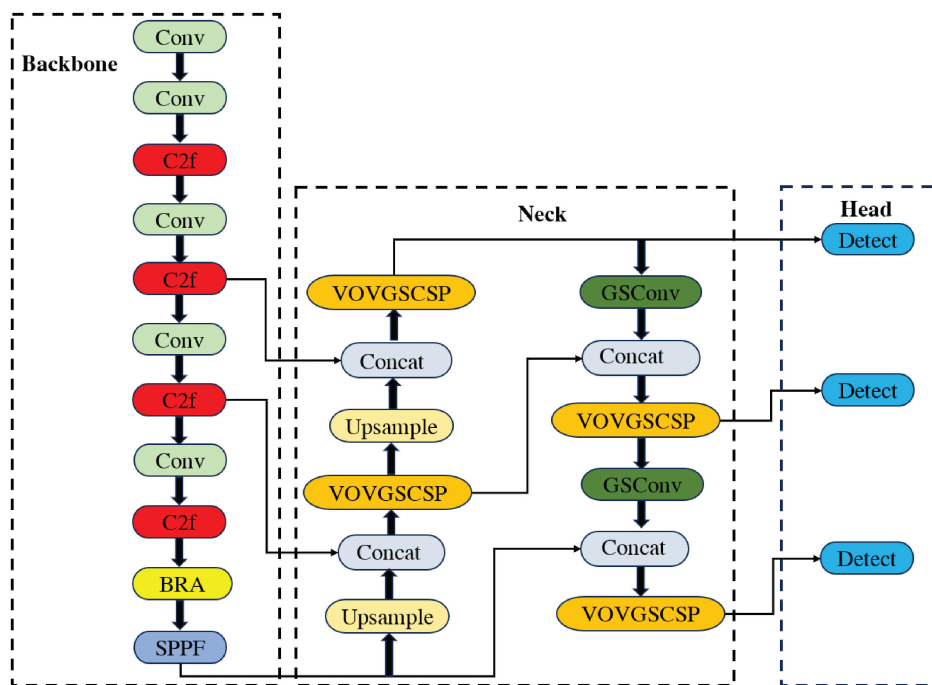 Backbone
Conv
Conv
C2f
Conv
C2f
Conv
C2f
Conv
C2f
BRA
SPPF
Neck
VOVGSCSP
Concat
Upsample
VOVGSCSP
Concat
Upsample
GSConv
Concat
VOVGSCSP
GSConv
Concat
VOVGSCSP
Head
Detect
Detect
Detect